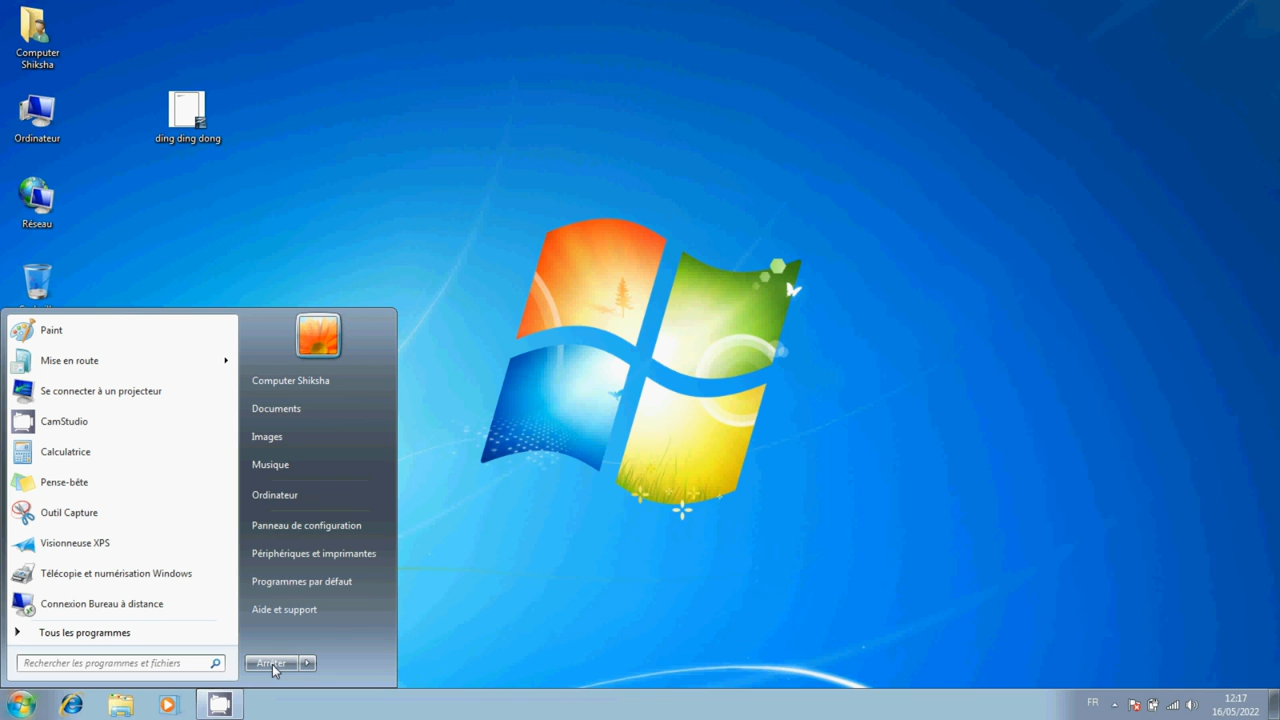 Computer
Shiksha
Ordinateur
ding ding dong
Réseau
Paint
Mise en route
Se connecter à un projecteur
CamStudio
Calculatrice
Pense-bête
Outil Capture
Visionneuse XPS
Télécopie et numérisation Windows
Connexion Bureau à distance
Tous les programmes
Rechercher les programmes et fichiers
Computer Shiksha
Documents
Images
Musique
Ordinateur
Panneau de configuration
Périphériques et imprimantes
Programmes par défaut
Aide et support
Arrêter
FR
12:17
16/05/2022